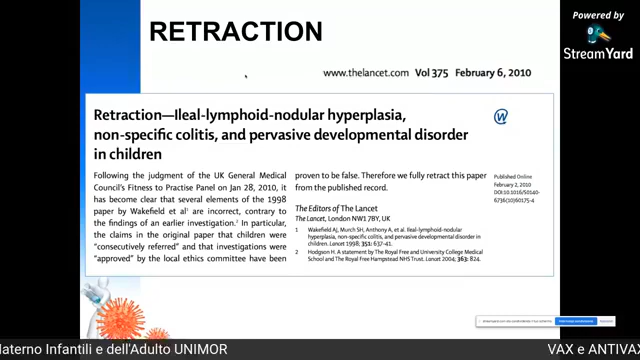 RETRACTION
Powered by
StreamYard
www.thelancet.com Vol 375 February 6, 2010
Retraction—Ileal-lymphoid-nodular hyperplasia,
non-specific colitis, and pervasive developmental disorder
in children
Following the judgment of the UK General Medical
Council's Fitness to Practise Panel on Jan 28, 2010, it
has become clear that several elements of the 1998
paper by Wakefield et al¹ are incorrect, contrary to
the findings of an earlier investigation.² In particular,
the claims in the original paper that children were
“consecutively referred” and that investigations were
“approved” by the local ethics committee have been
proven to be false. Therefore we fully retract this paper
from the published record.
The Editors of The Lancet
The Lancet, London NW1 7BY, UK
1 Wakefield AJ, Murch SH, Anthony A, et al. Ileal-lymphoid-nodular
hyperplasia, non-specific colitis, and pervasive developmental disorder in
children. Lancet 1998; 351: 637–41.
2 Hodgson H. A statement by The Royal Free and University College Medical
School and The Royal Free Hampstead NHS Trust. Lancet 2004; 363: 824.
Published Online
February 2, 2010
DOI:10.1016/S0140-
6736(10)60175-4
laterno Infantili e dell'Adulto UNIMOR
VAX e ANTIVAX